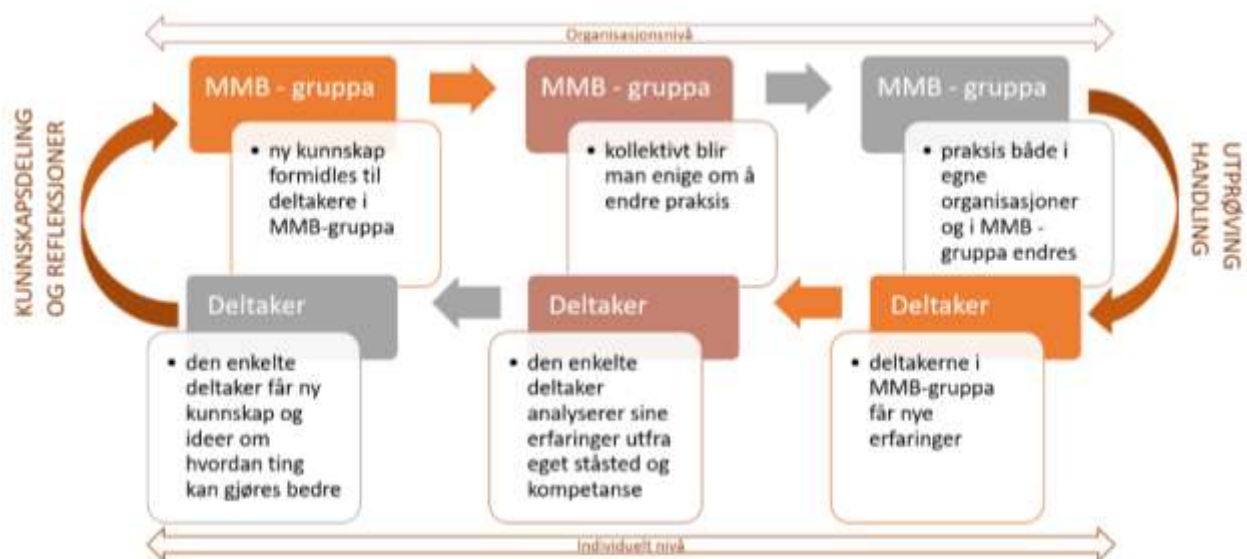 Organisasjonsnivå
KUNNSKAPSDELING
OG REFLEKSJONER
MMB - gruppa
• ny kunnskap
formidles til
deltakere i
MMB-gruppa
MMB - gruppa
• kollektivt blir
man enige om å
endre praksis
MMB - gruppa
• praksis både i
egne
organisasjoner
og i MMB -
gruppa endres
UTPRØVING
HANDLING
Deltaker
• den enkelte
deltaker får ny
kunnskap og
ideer om
hvordan ting
kan gjøres bedre
Deltaker
• den enkelte
deltaker
analyserer sine
erfaringer utfra
eget ståsted og
kompetanse
Deltaker
• deltakerne i
MMB-gruppa
får nye
erfaringer
Individuelt nivå